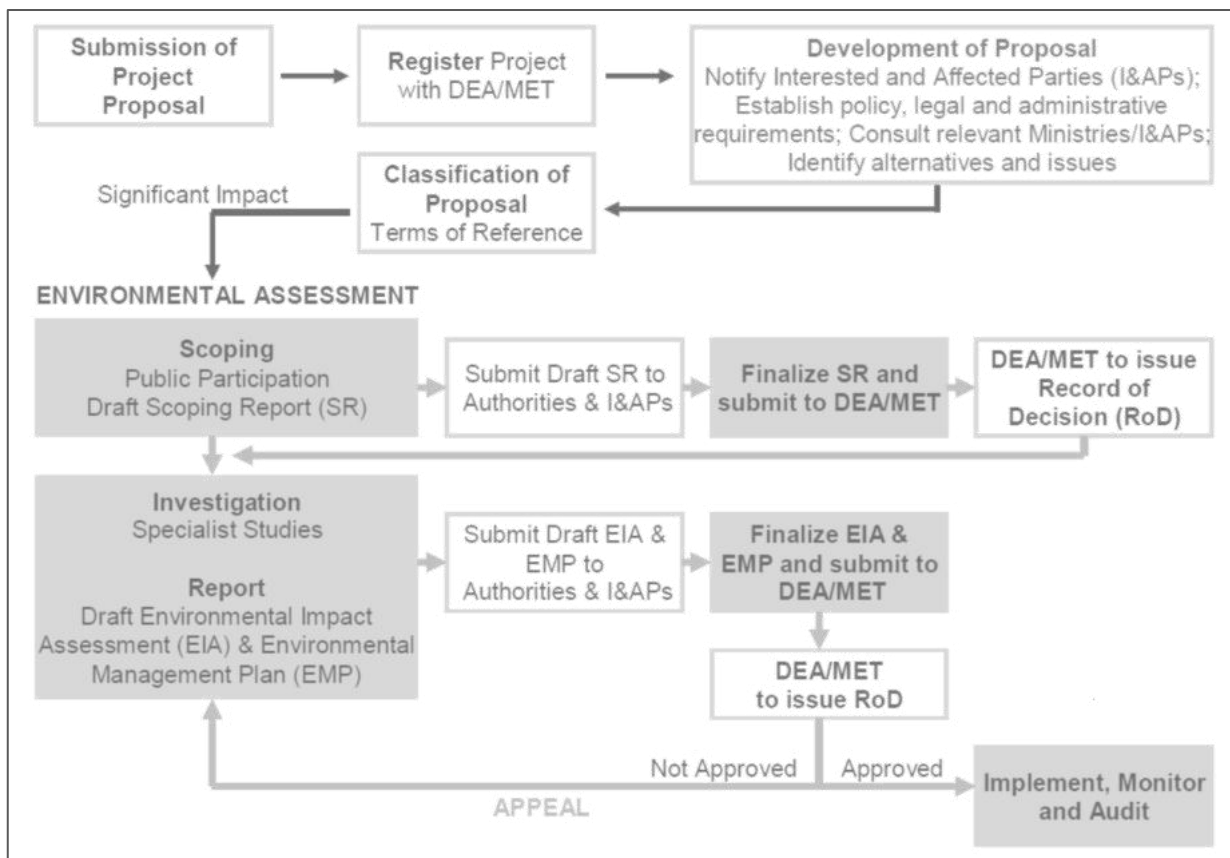 Submission of
Project
Proposal
Register Project
with DEA/MET
Development of Proposal
Notify Interested and Affected Parties (I&APs);
Establish policy, legal and administrative
requirements; Consult relevant Ministries/I&APs;
Identify alternatives and issues
Classification of
Proposal
Terms of Reference
Significant Impact
ENVIRONMENTAL ASSESSMENT
Scoping
Public Participation
Draft Scoping Report (SR)
Submit Draft SR to
Authorities & I&APs
Finalize SR and
submit to DEA/MET
DEA/MET to issue
Record of
Decision (RoD)
Investigation
Specialist Studies
Report
Draft Environmental Impact
Assessment (EIA) & Environmental
Management Plan (EMP)
Submit Draft EIA &
EMP to
Authorities & I&APs
Finalize EIA &
EMP and submit to
DEA/MET
DEA/MET
to issue RoD
Not Approved
Approved
APPEAL
Implement, Monitor
and Audit